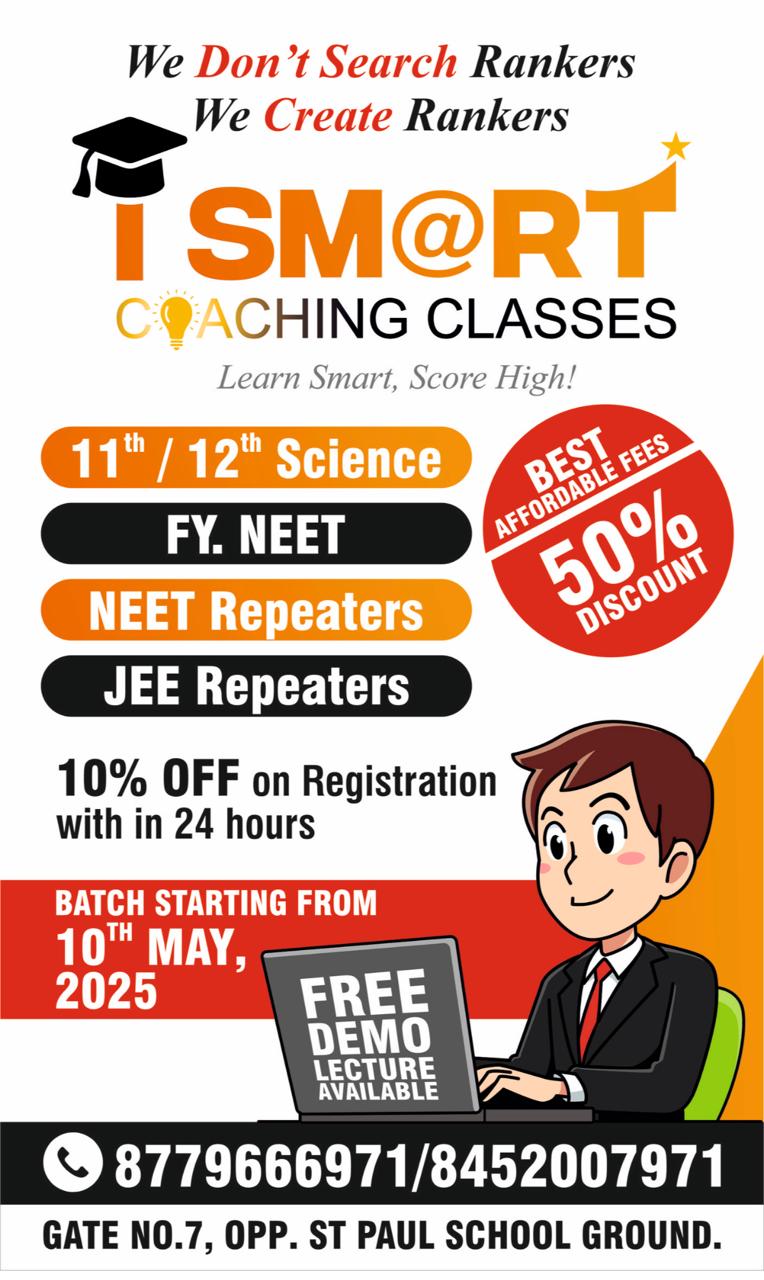 We Don't Search Rankers
We Create Rankers
I SM@RT
COACHING CLASSES
Learn Smart, Score High!
11th / 12th Science
FY. NEET
NEET Repeaters
JEE Repeaters
BEST
AFFORDABLE FEES
50%
DISCOUNT
10% OFF on Registration
with in 24 hours
BATCH STARTING FROM
10TH MAY,
2025
FREE
DEMO
LECTURE
AVAILABLE
8779666971/8452007971
GATE NO.7, OPP. ST PAUL SCHOOL GROUND.